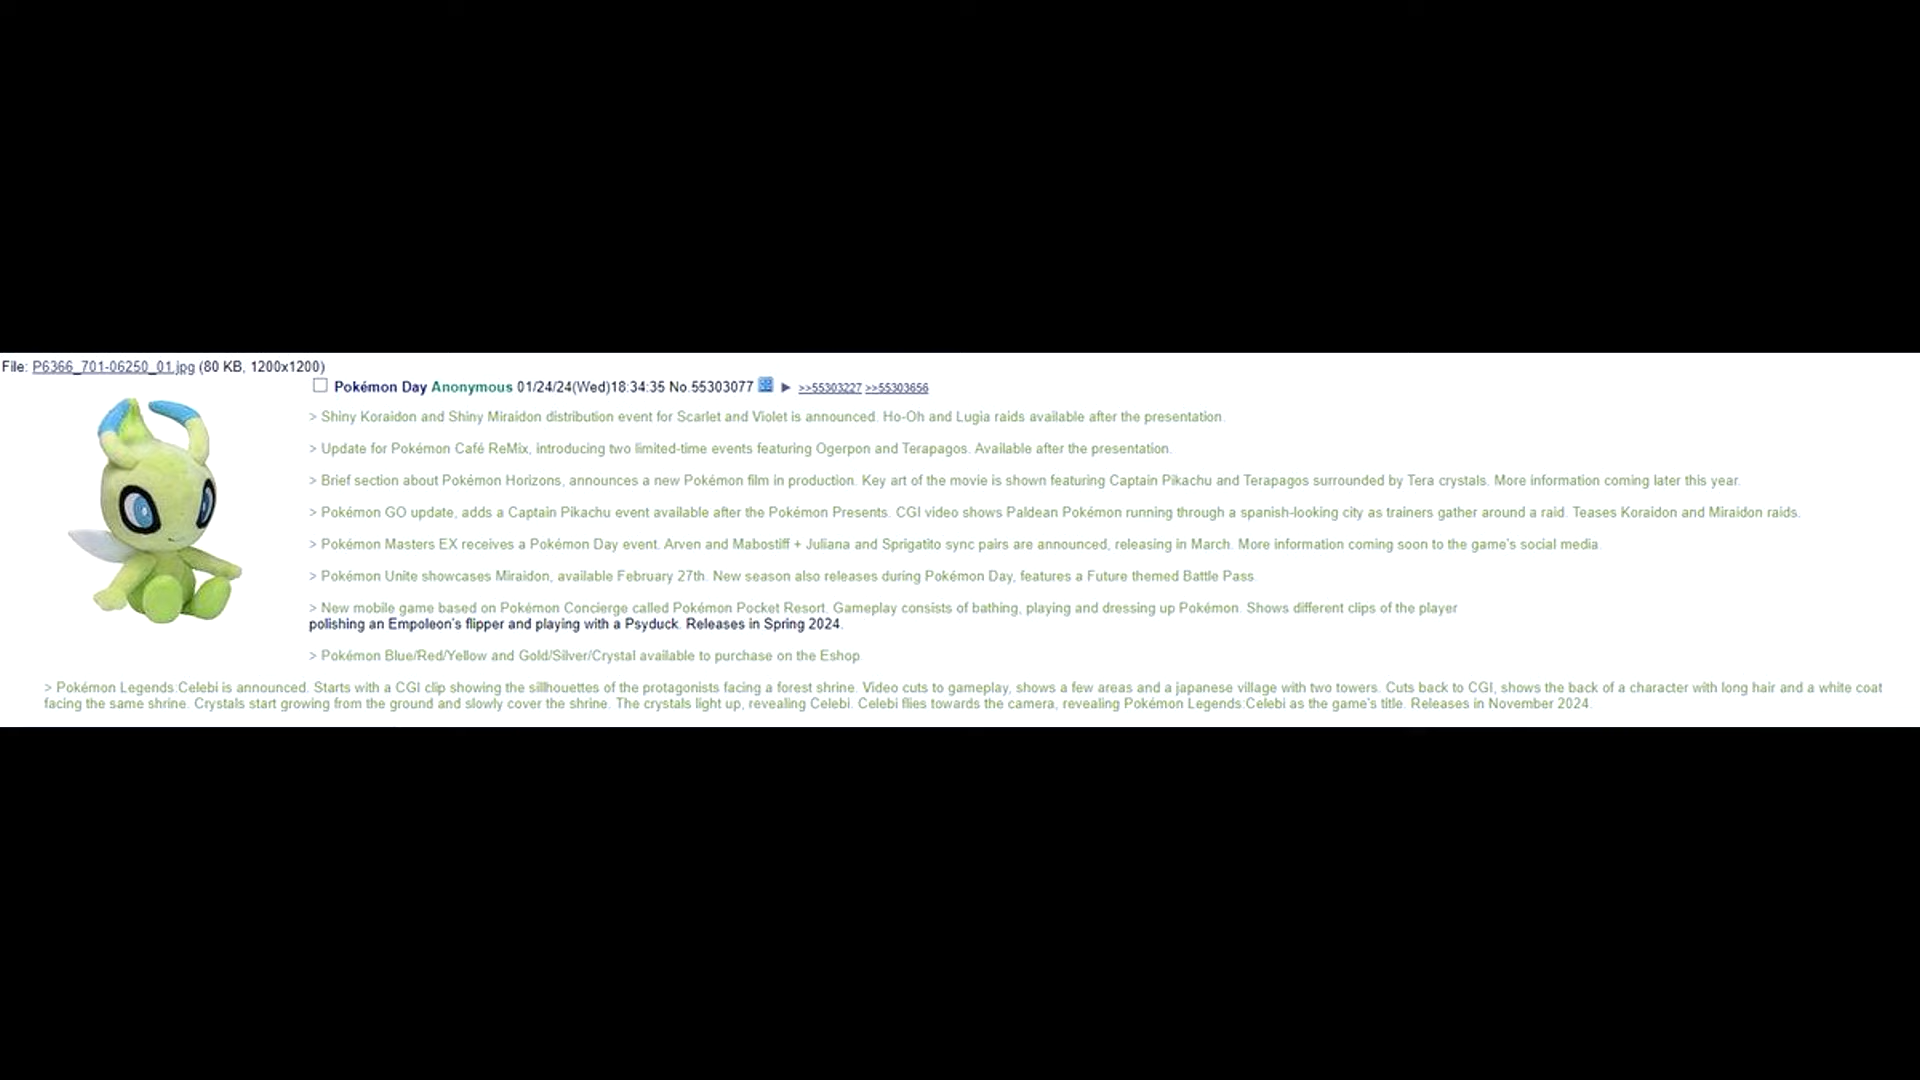 File: P6366_701-06250_01.jpg (80 KB, 1200x1200)
Pokémon Day Anonymous 01/24/24(Wed)18:34:35 No.55303077 ▶ >>55303227 >>55303656
> Shiny Koraidon and Shiny Miraidon distribution event for Scarlet and Violet is announced. Ho-Oh and Lugia raids available after the presentation.
> Update for Pokémon Café ReMix, introducing two limited-time events featuring Ogerpon and Terapagos. Available after the presentation.
> Brief section about Pokémon Horizons, announces a new Pokémon film in production. Key art of the movie is shown featuring Captain Pikachu and Terapagos surrounded by Tera crystals. More information coming later this year.
> Pokémon GO update, adds a Captain Pikachu event available after the Pokémon Presents. CGI video shows Paldean Pokémon running through a spanish-looking city as trainers gather around a raid. Teases Koraidon and Miraidon raids.
> Pokémon Masters EX receives a Pokémon Day event. Arven and Mabostiff + Juliana and Sprigatito sync pairs are announced, releasing in March. More information coming soon to the game's social media.
> Pokémon Unite showcases Miraidon, available February 27th. New season also releases during Pokémon Day, features a Future themed Battle Pass.
> New mobile game based on Pokémon Concierge called Pokémon Pocket Resort. Gameplay consists of bathing, playing and dressing up Pokémon. Shows different clips of the player
polishing an Empoleon's flipper and playing with a Psyduck. Releases in Spring 2024.
> Pokémon Blue/Red/Yellow and Gold/Silver/Crystal available to purchase on the Eshop.
> Pokémon Legends:Celebi is announced. Starts with a CGI clip showing the sillhouettes of the protagonists facing a forest shrine. Video cuts to gameplay, shows a few areas and a japanese village with two towers. Cuts back to CGI, shows the back of a character with long hair and a white coat
facing the same shrine. Crystals start growing from the ground and slowly cover the shrine. The crystals light up, revealing Celebi. Celebi flies towards the camera, revealing Pokémon Legends:Celebi as the game's title. Releases in November 2024.